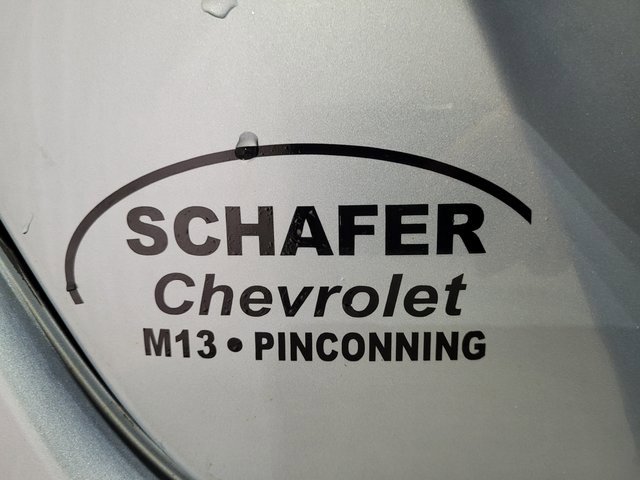 SCHAFER
Chevrolet
M13 • PINCONNING